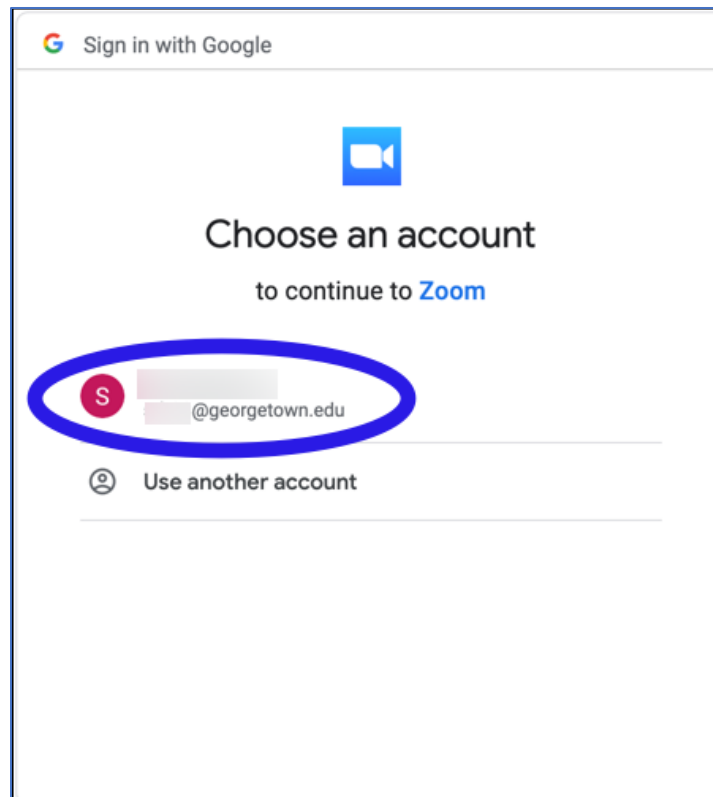 Sign in with Google
Choose an account
to continue to Zoom
S
@georgetown.edu
Use another account